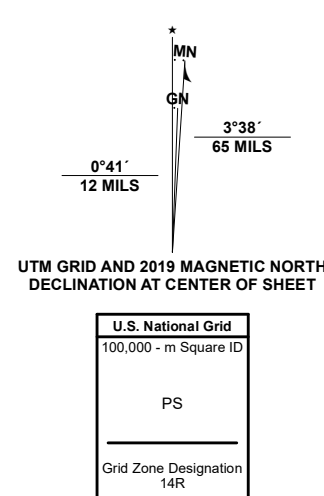 ★
MN
GN
3°38´
65 MILS
0°41´
12 MILS
UTM GRID AND 2019 MAGNETIC NORTH
DECLINATION AT CENTER OF SHEET
U.S. National Grid
100,000 - m Square ID
PS
Grid Zone Designation
14R